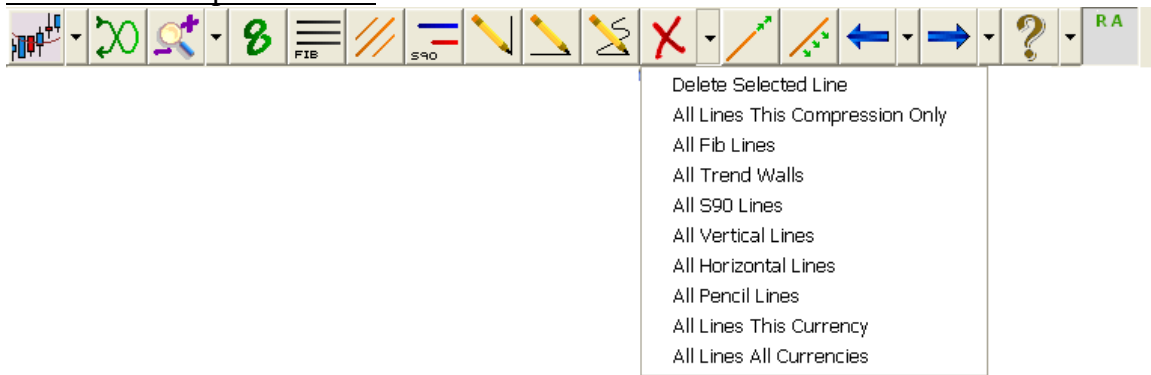 FIB
S90
R A
Delete Selected Line
All Lines This Compression Only
All Fib Lines
All Trend Walls
All S90 Lines
All Vertical Lines
All Horizontal Lines
All Pencil Lines
All Lines This Currency
All Lines All Currencies